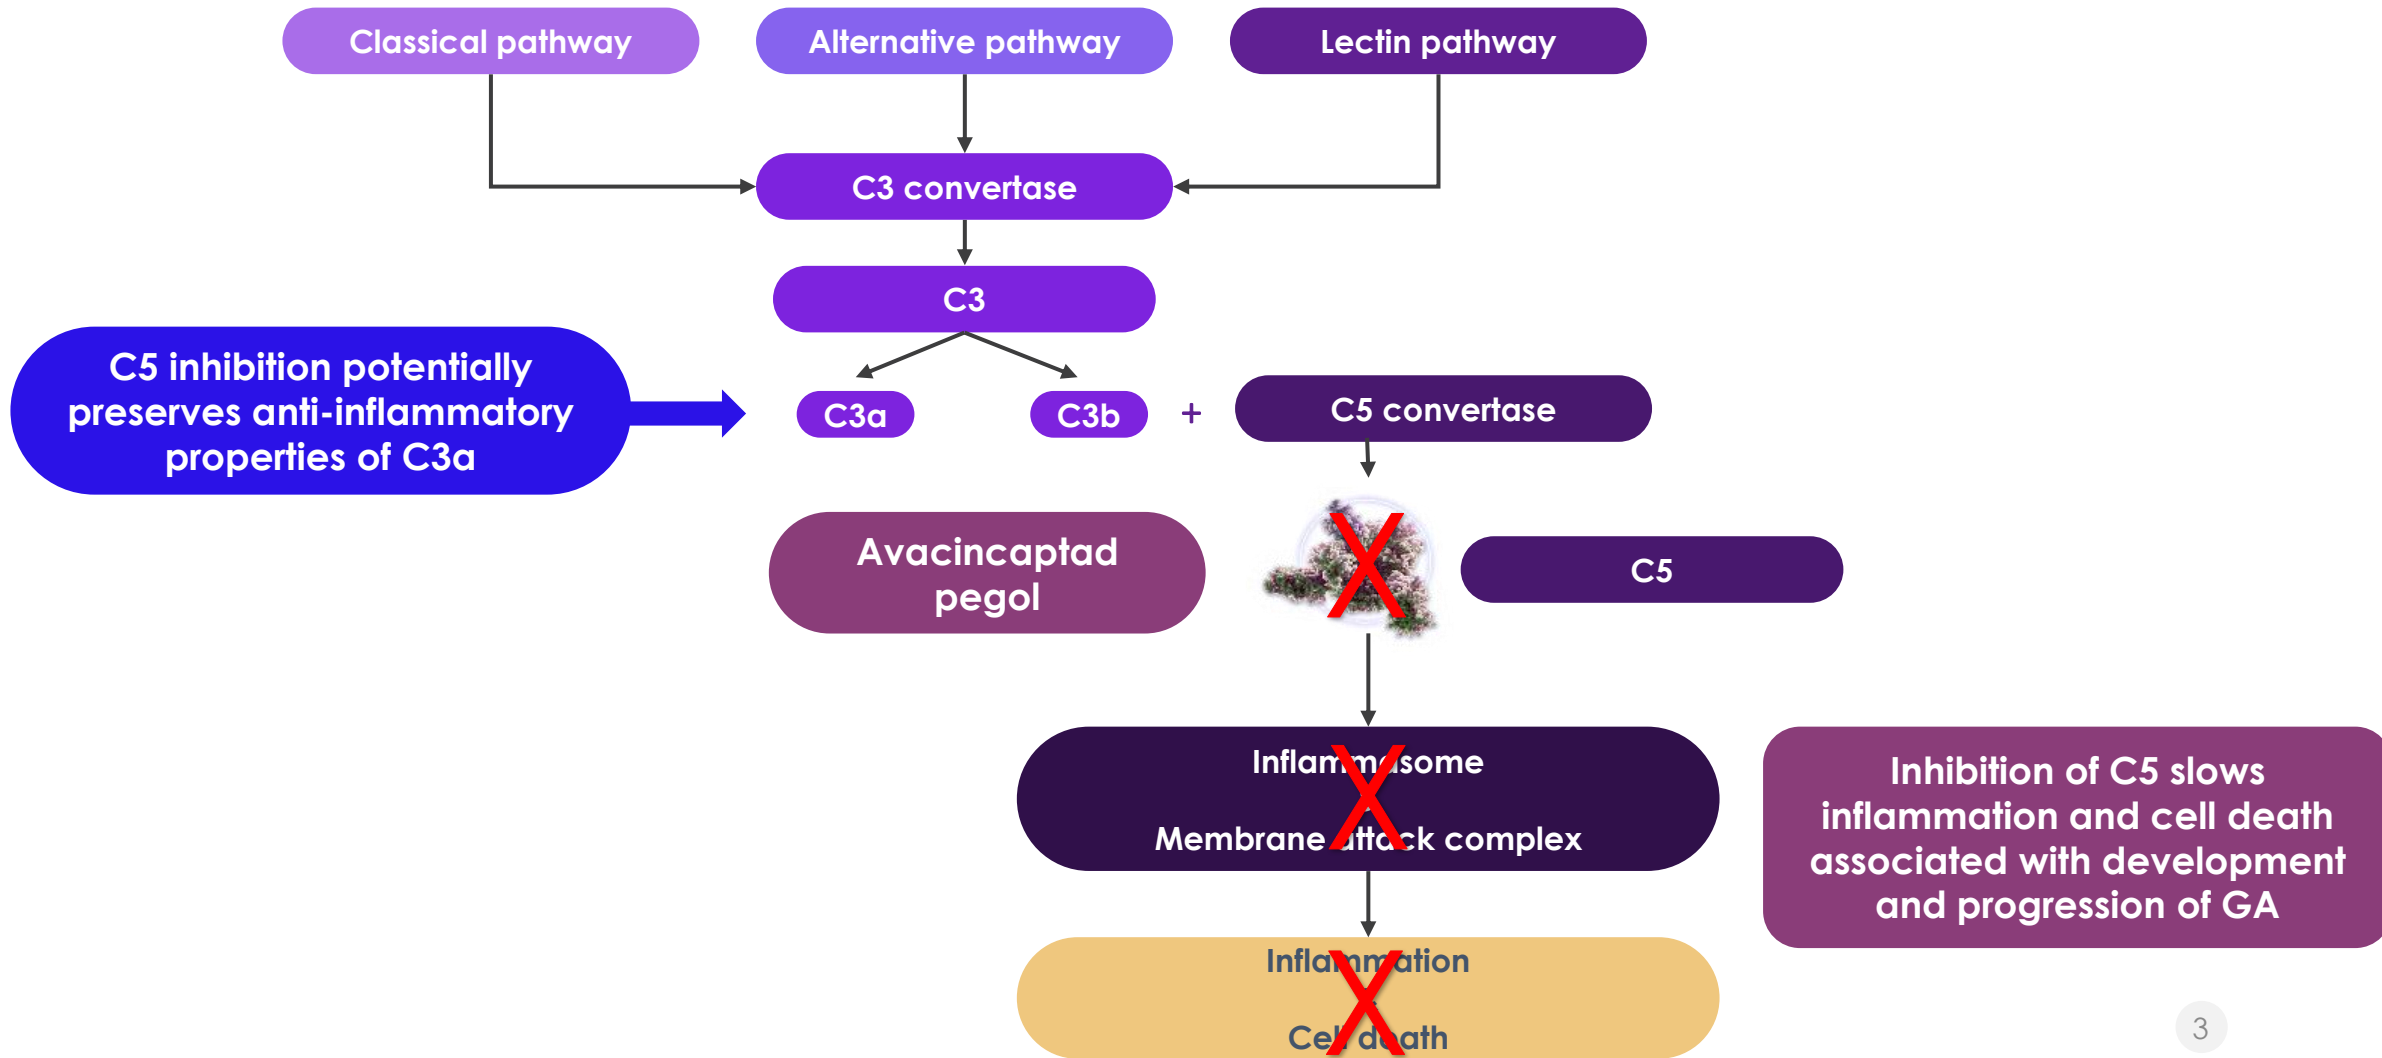 Classical pathway
Alternative pathway
Lectin pathway
C3 convertase
C3
C5 inhibition potentially
preserves anti-inflammatory
properties of C3a
C3a
C3b
+
C5 convertase
Avacincaptad
pegol
C5
Inflammasome
Membrane attack complex
Inhibition of C5 slows
inflammation and cell death
associated with development
and progression of GA
Inflammation
Cell death
3